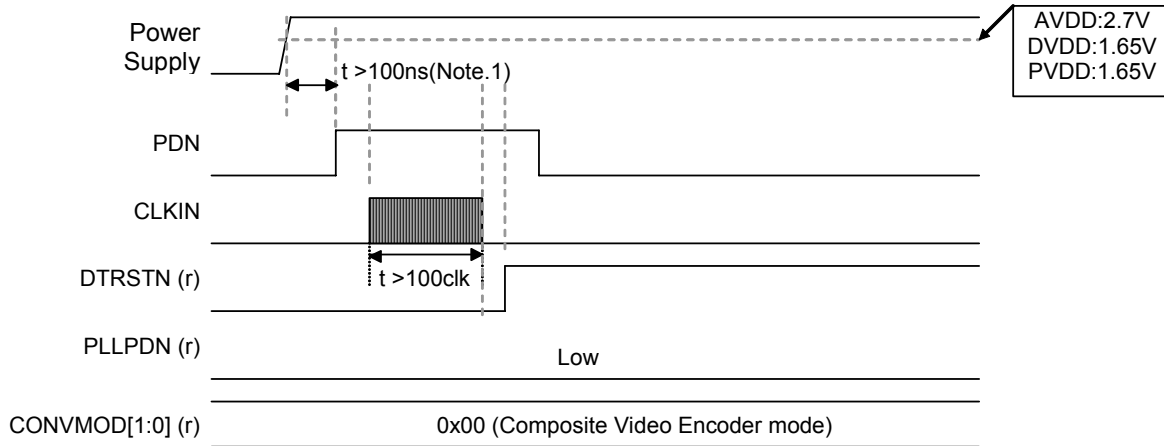 Power
Supply
t >100ns(Note.1)
AVDD:2.7V
DVDD:1.65V
PVDD:1.65V
PDN
CLKIN
t >100clk
DTRSTN (r)
PLLPDN (r)
Low
CONVMOD[1:0] (r)
0x00 (Composite Video Encoder mode)